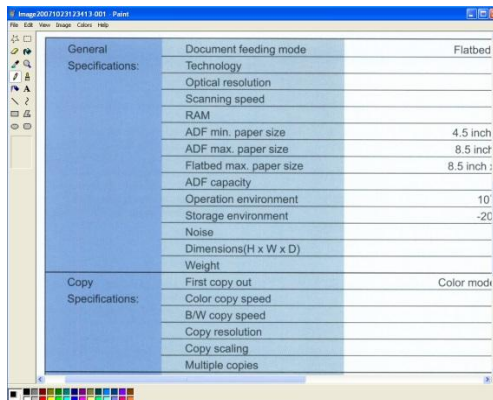 Image20071023123413-001 - Paint
File Edit View Image Colors Help
General Document feeding mode Flatbed
Specifications: Technology
Optical resolution
Scanning speed
RAM
ADF min. paper size 4.5 inch
ADF max. paper size 8.5 inch
Flatbed max. paper size 8.5 inch
ADF capacity
Operation environment 10
Storage environment -20
Noise
Dimensions(H x W x D)
Weight
Copy First copy out Color mode
Specifications: Color copy speed
B/W copy speed
Copy resolution
Copy scaling
Multiple copies